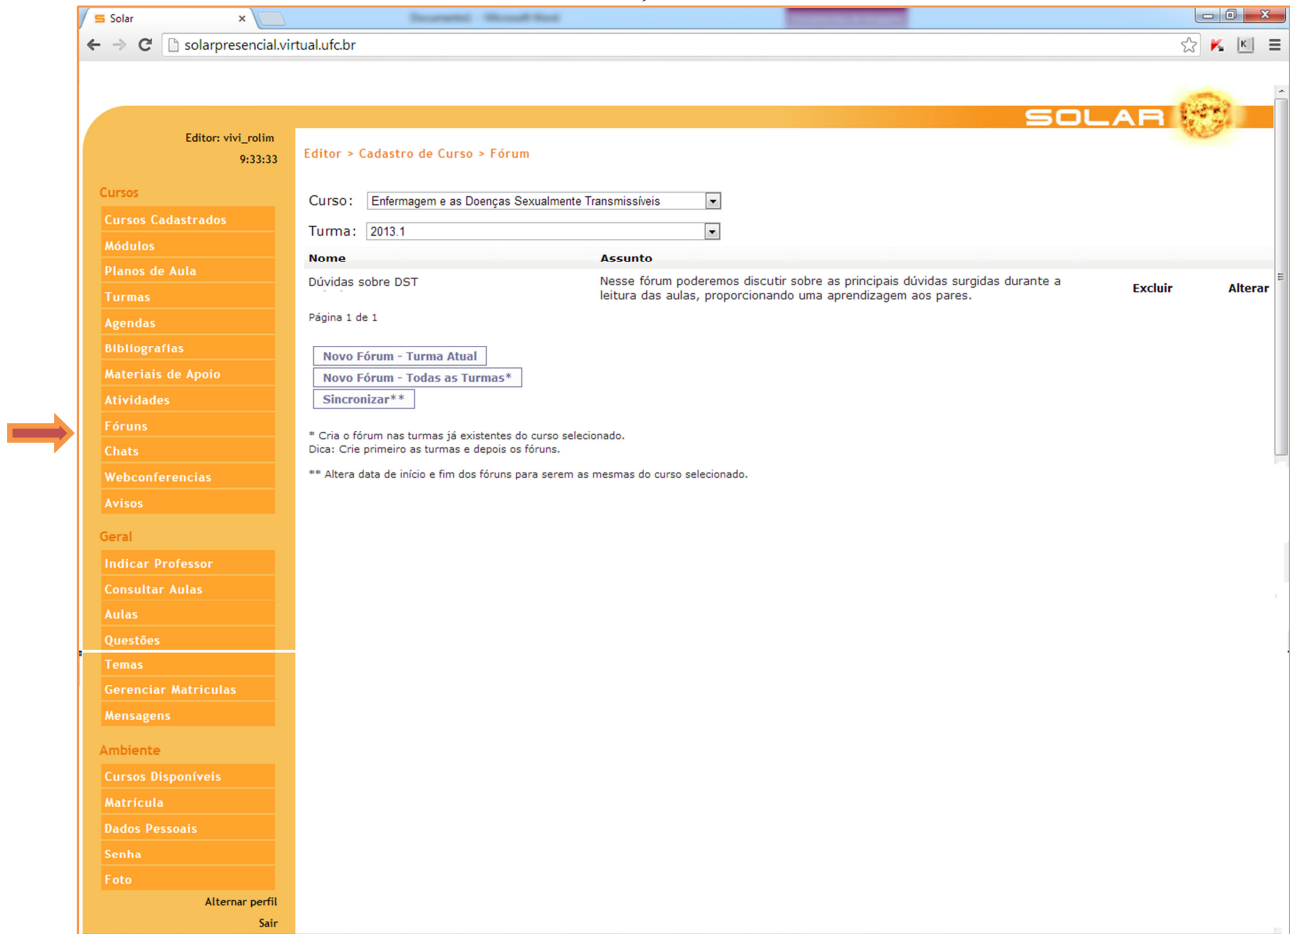 Solar
solarpresencial.virtual.ufc.br
SOLAR
Editor: vivi_rolim
9:33:33
Cursos
Cursos Cadastrados
Módulos
Planos de Aula
Turmas
Agendas
Bibliografias
Materiais de Apoio
Atividades
Fóruns
Chats
Webconferencias
Avisos
Geral
Indicar Professor
Consultar Aulas
Aulas
Questões
Temas
Gerenciar Matriculas
Mensagens
Ambiente
Cursos Disponíveis
Matrícula
Dados Pessoais
Senha
Foto
Alternar perfil
Sair
Editor > Cadastro de Curso > Fórum
Curso: Enfermagem e as Doenças Sexualmente Transmissíveis
Turma: 2013.1
Nome Assunto
Dúvidas sobre DST Nesse fórum poderemos discutir sobre as principais dúvidas surgidas durante a
leitura das aulas, proporcionando uma aprendizagem aos pares. Excluir Alterar
Página 1 de 1
Novo Fórum - Turma Atual
Novo Fórum - Todas as Turmas*
Sincronizar**
* Cria o fórum nas turmas já existentes do curso selecionado.
Dica: Crie primeiro as turmas e depois os fóruns.
** Altera data de início e fim dos fóruns para serem as mesmas do curso selecionado.